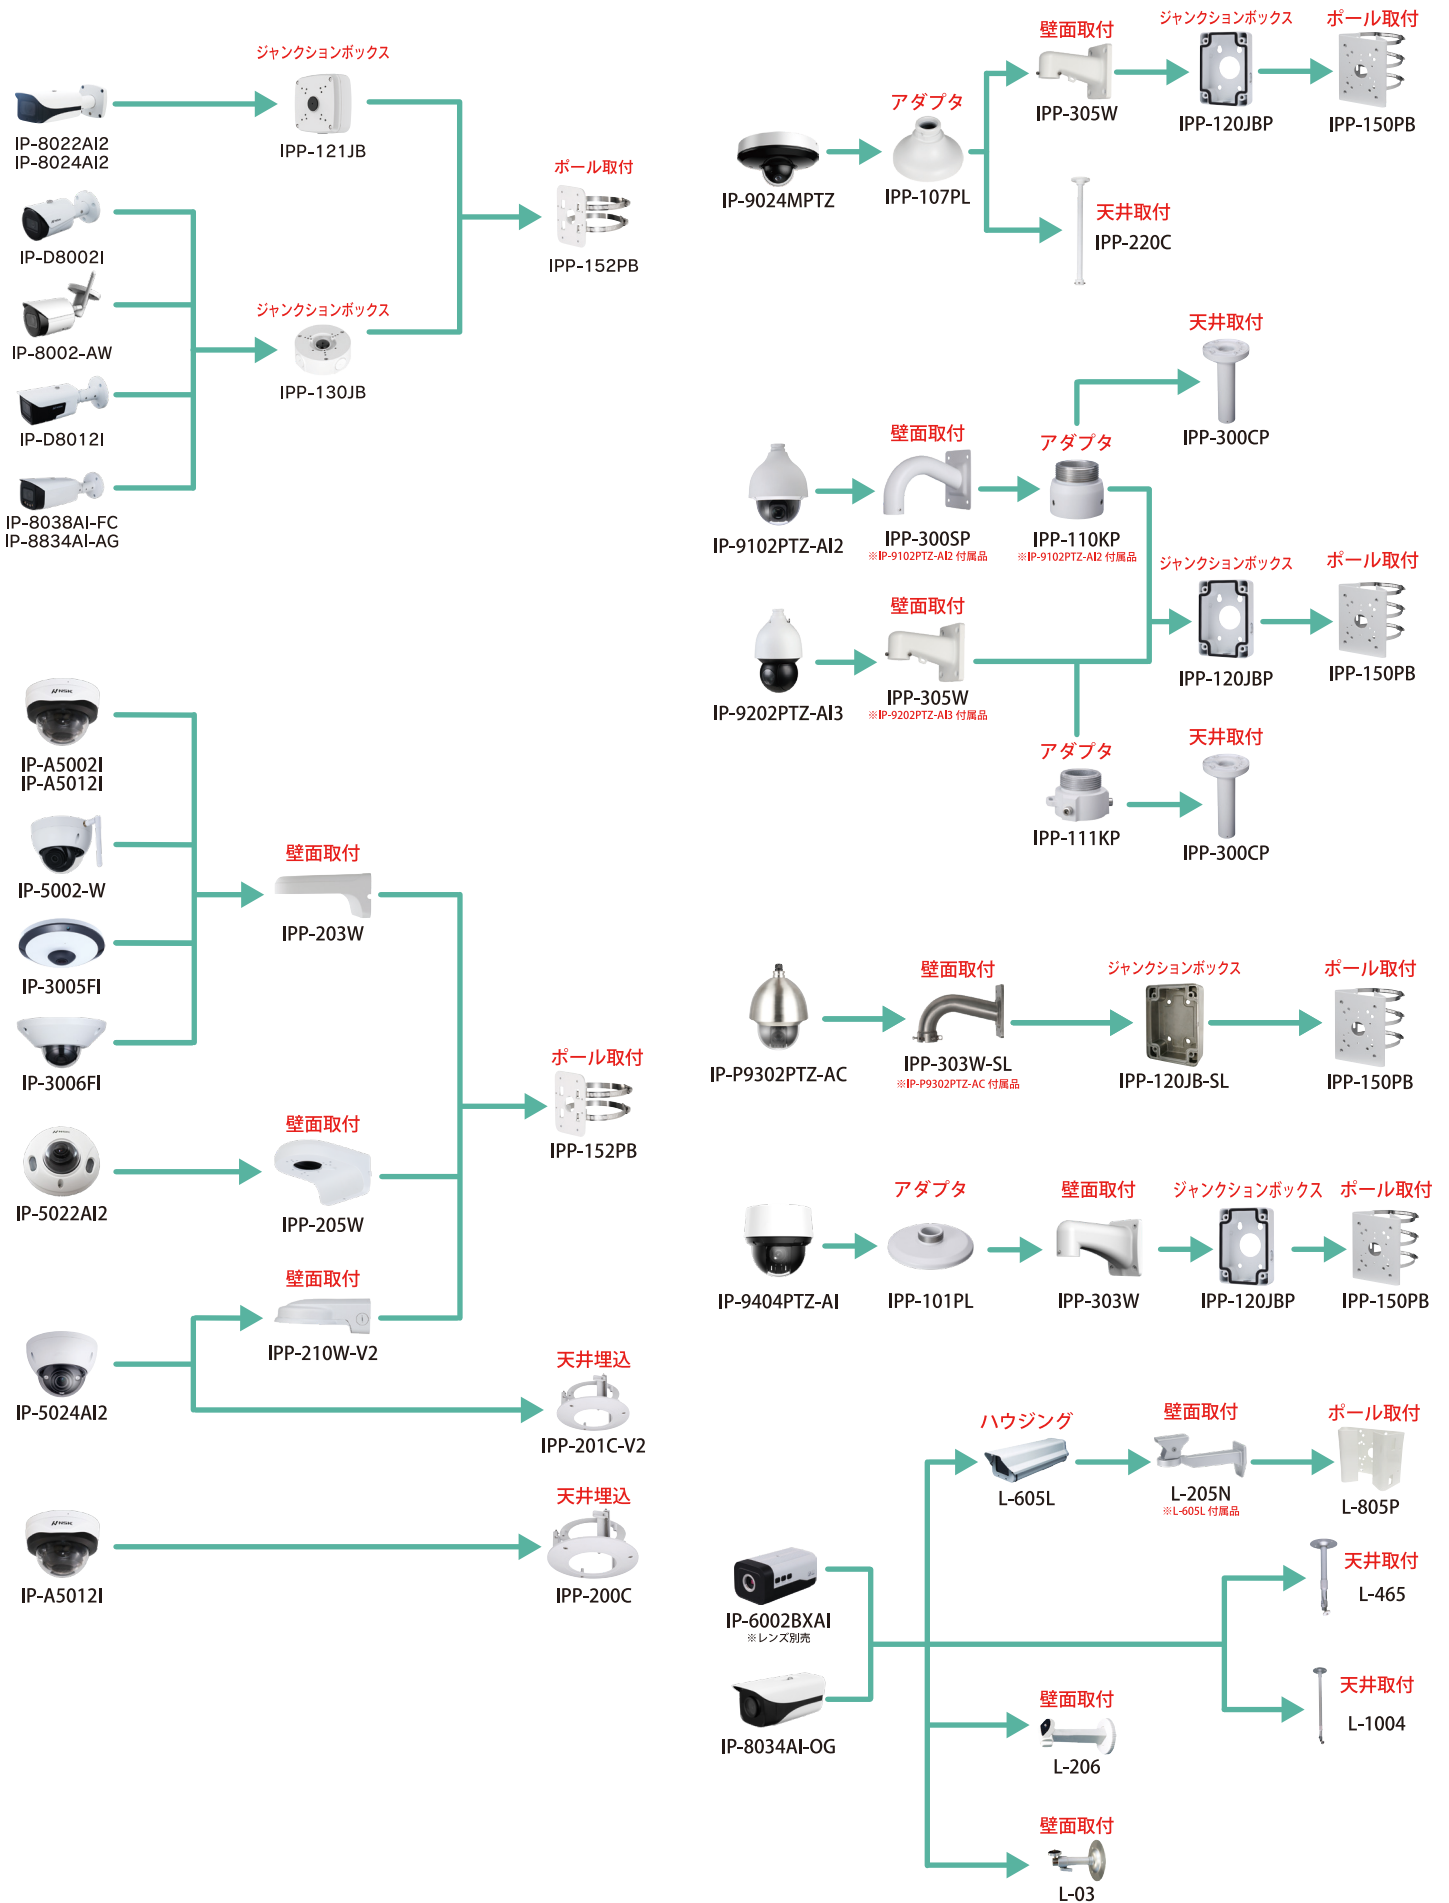 ジャンクションボックス
IP-8022AI2
IP-8024AI2
IPP-121JB
IP-D8002I
ポール取付
IPP-152PB
IP-8002-AW
ジャンクションボックス
IPP-130JB
IP-D8012I
IP-8038AI-FC
IP-8834AI-AG
NSK
IP-A5002I
IP-A5012I
IP-5002-W
壁面取付
IPP-203W
IP-3005FI
IP-3006FI
ポール取付
IPP-152PB
NSK
IP-5022AI2
壁面取付
IPP-205W
壁面取付
IPP-210W-V2
IP-5024AI2
天井埋込
IPP-201C-V2
NSK
IP-A5012I
天井埋込
IPP-200C
IP-9024MPTZ
アダプタ
IPP-107PL
壁面取付
IPP-305W
ジャンクションボックス
IPP-120JBP
ポール取付
IPP-150PB
天井取付
IPP-220C
天井取付
IPP-300CP
IP-9102PTZ-AI2
壁面取付
IPP-300SP
※IP-9102PTZ-AI2 付属品
アダプタ
IPP-110KP
※IP-9102PTZ-AI2 付属品
ジャンクションボックス
IPP-120JBP
ポール取付
IPP-150PB
IP-9202PTZ-AI3
壁面取付
IPP-305W
※IP-9202PTZ-AI3 付属品
アダプタ
IPP-111KP
天井取付
IPP-300CP
IP-P9302PTZ-AC
壁面取付
IPP-303W-SL
※IP-P9302PTZ-AC 付属品
ジャンクションボックス
IPP-120JB-SL
ポール取付
IPP-150PB
IP-9404PTZ-AI
アダプタ
IPP-101PL
壁面取付
IPP-303W
ジャンクションボックス
IPP-120JBP
ポール取付
IPP-150PB
ハウジング
L-605L
壁面取付
L-205N
※L-605L 付属品
ポール取付
L-805P
IP-6002BXAI
※レンズ別売
天井取付
L-465
IP-8034AI-OG
天井取付
L-1004
壁面取付
L-206
壁面取付
L-03